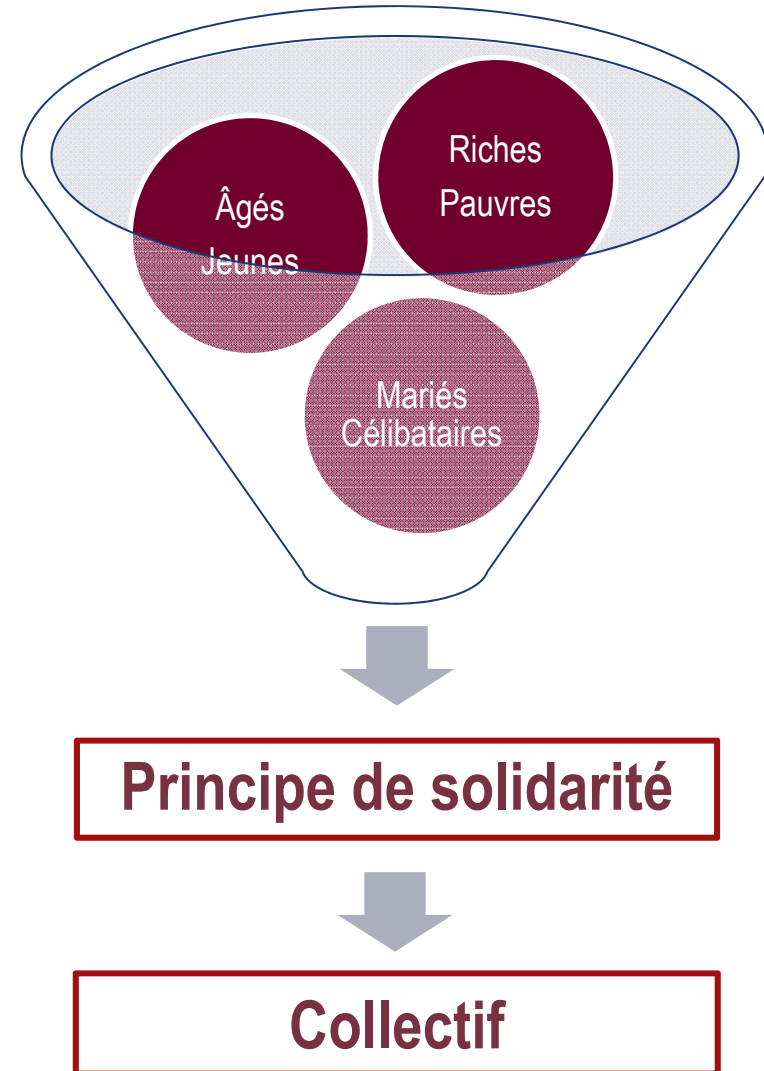 Riches
Pauvres
Âgés
Jeunes
Mariés
Célibataires
Principe de solidarité
Collectif